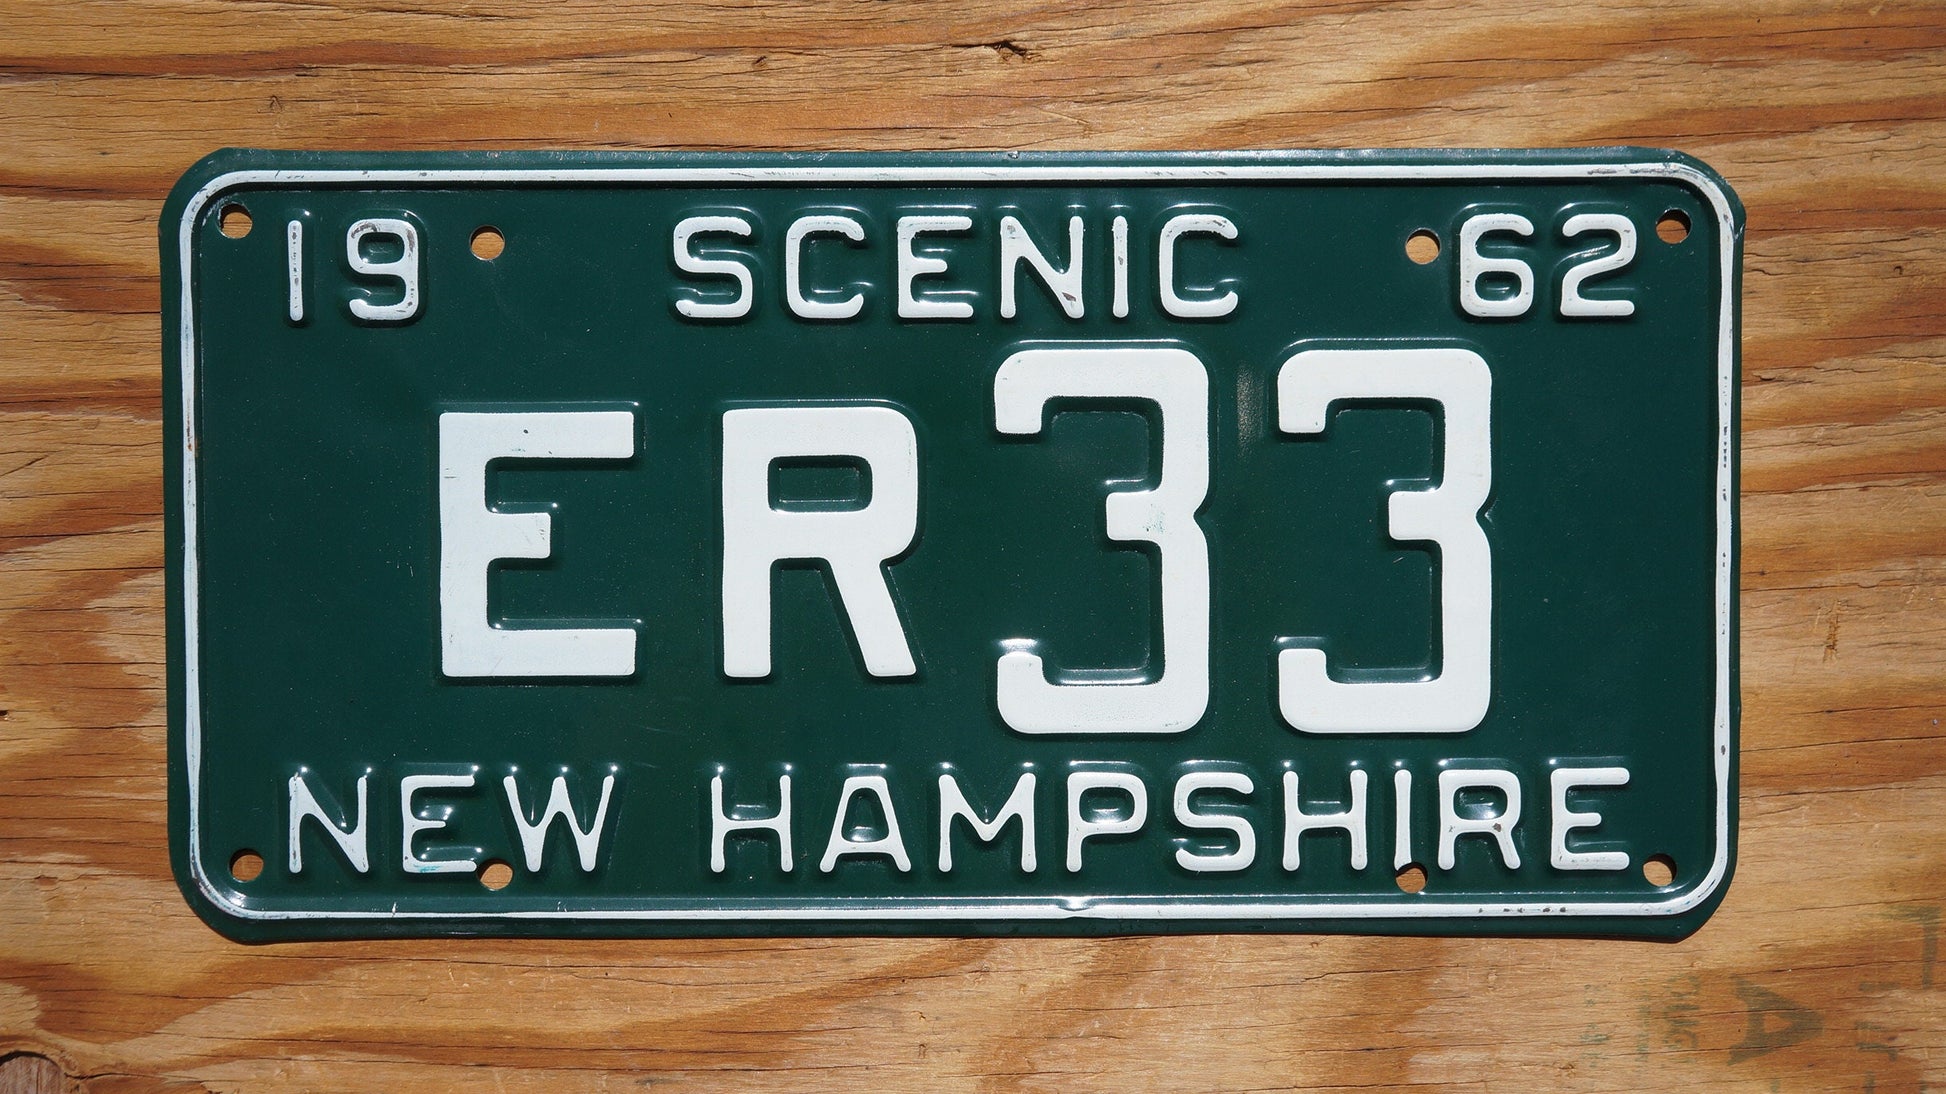 19 SCENIC 62
ER33
NEW HAMPSHIRE